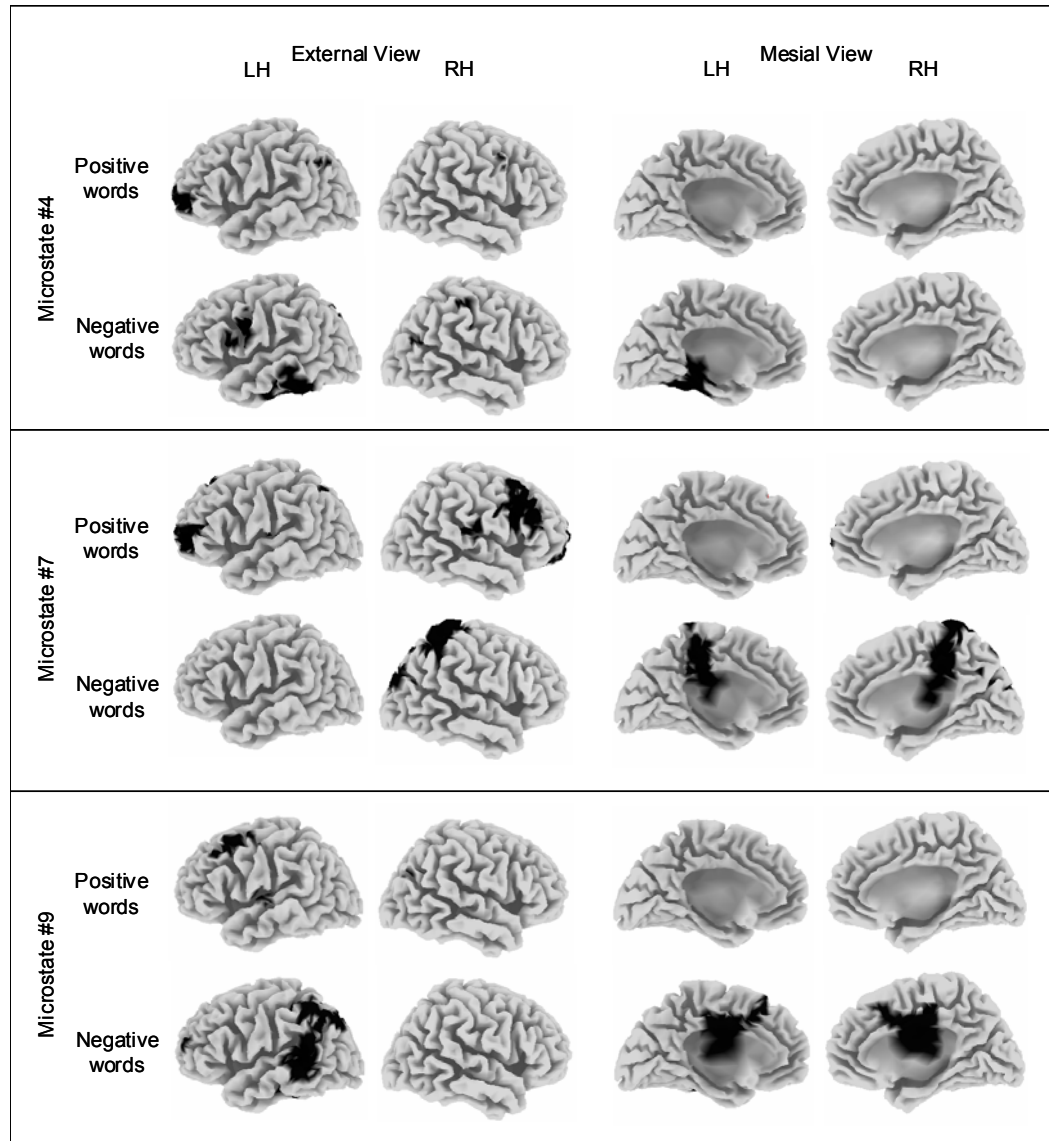 External View
Mesial View
LH
RH
LH
RH
Microstate #4
Positive
words
Negative
words
Microstate #7
Positive
words
Negative
words
Microstate #9
Positive
words
Negative
words